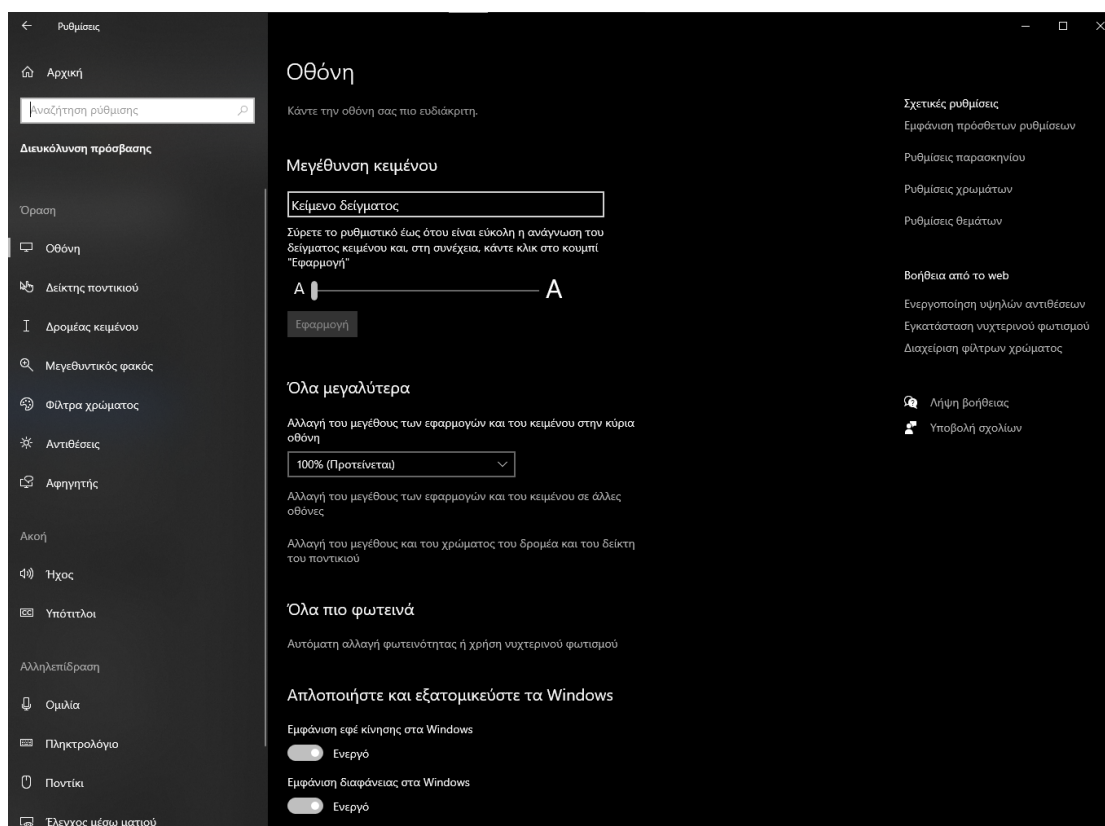 Ρυθμίσεις
Αρχική
Αναζήτηση ρύθμισης
Διευκόλυνση πρόσβασης
Όραση
Οθόνη
Δείκτης ποντικιού
Δρομέας κειμένου
Μεγεθυντικός φακός
Φίλτρα χρώματος
Αντιθέσεις
Αφηγητής
Ακοή
Ήχος
Υπότιτλοι
Αλληλεπίδραση
Ομιλία
Πληκτρολόγιο
Ποντίκι
Έλεγχος μέσω ματιού
Οθόνη
Κάντε την οθόνη σας πιο ευδιάκριτη.
Μεγέθυνση κειμένου
Κείμενο δείγματος
Σύρετε το ρυθμιστικό έως ότου είναι εύκολη η ανάγνωση του
δείγματος κειμένου και, στη συνέχεια, κάντε κλικ στο κουμπί
"Εφαρμογή"
A A
Εφαρμογή
Όλα μεγαλύτερα
Αλλαγή του μεγέθους των εφαρμογών και του κειμένου στην κύρια
οθόνη
100% (Προτείνεται)
Αλλαγή του μεγέθους των εφαρμογών και του κειμένου σε άλλες
οθόνες
Αλλαγή του μεγέθους και του χρώματος του δρομέα και του δείκτη
του ποντικιού
Όλα πιο φωτεινά
Αυτόματη αλλαγή φωτεινότητας ή χρήση νυχτερινού φωτισμού
Απλοποιήστε και εξατομικεύστε τα Windows
Εμφάνιση εφέ κίνησης στα Windows
Ενεργό
Εμφάνιση διαφάνειας στα Windows
Ενεργό
Σχετικές ρυθμίσεις
Εμφάνιση πρόσθετων ρυθμίσεων
Ρυθμίσεις παρασκηνίου
Ρυθμίσεις χρωμάτων
Ρυθμίσεις θεμάτων
Βοήθεια από το web
Ενεργοποίηση υψηλών αντιθέσεων
Εγκατάσταση νυχτερινού φωτισμού
Διαχείριση φίλτρων χρώματος
Λήψη βοήθειας
Υποβολή σχολίων